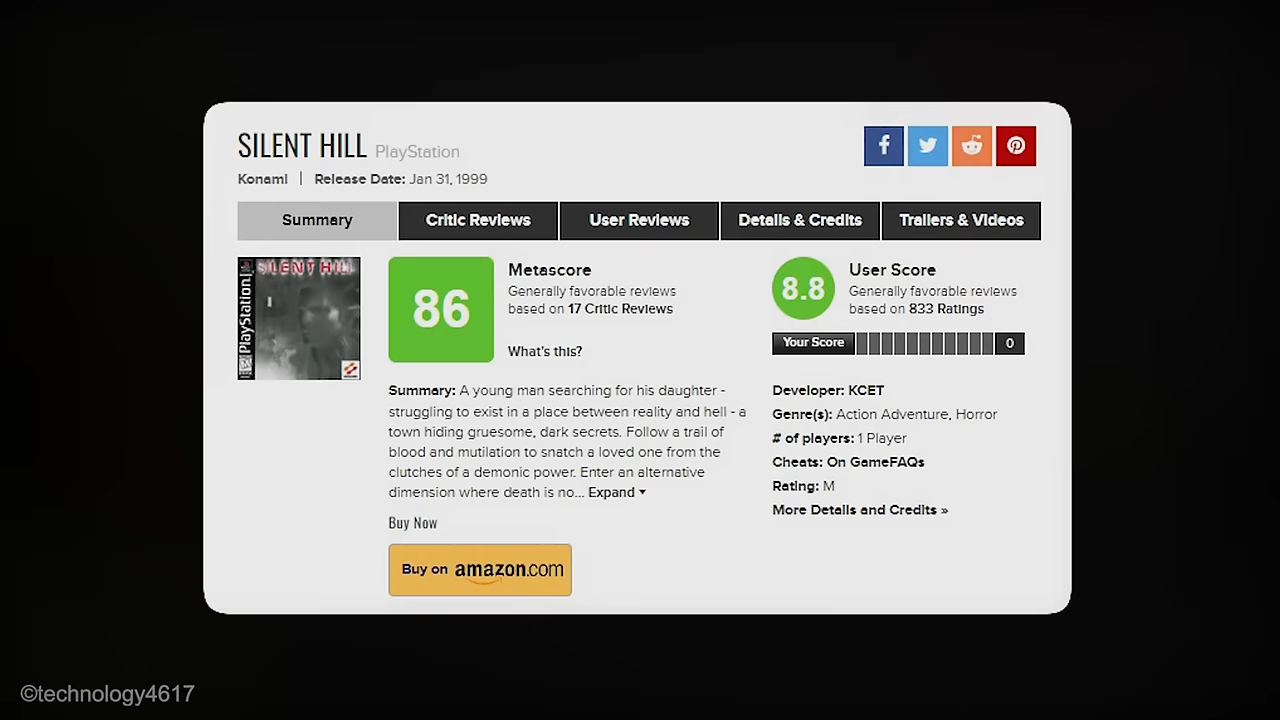 SILENT HILL PlayStation
Konami | Release Date: Jan 31, 1999
Summary
Critic Reviews
User Reviews
Details & Credits
Trailers & Videos
SILENT HILL
PlayStation
86
Metascore
Generally favorable reviews
based on 17 Critic Reviews
What's this?
8.8
User Score
Generally favorable reviews
based on 833 Ratings
Your Score
0
Summary: A young man searching for his daughter -
struggling to exist in a place between reality and hell - a
town hiding gruesome, dark secrets. Follow a trail of
blood and mutilation to snatch a loved one from the
clutches of a demonic power. Enter an alternative
dimension where death is no... Expand
Buy Now
Buy on amazon.com
Developer: KCET
Genre(s): Action Adventure, Horror
# of players: 1 Player
Cheats: On GameFAQs
Rating: M
More Details and Credits »
©technology4617